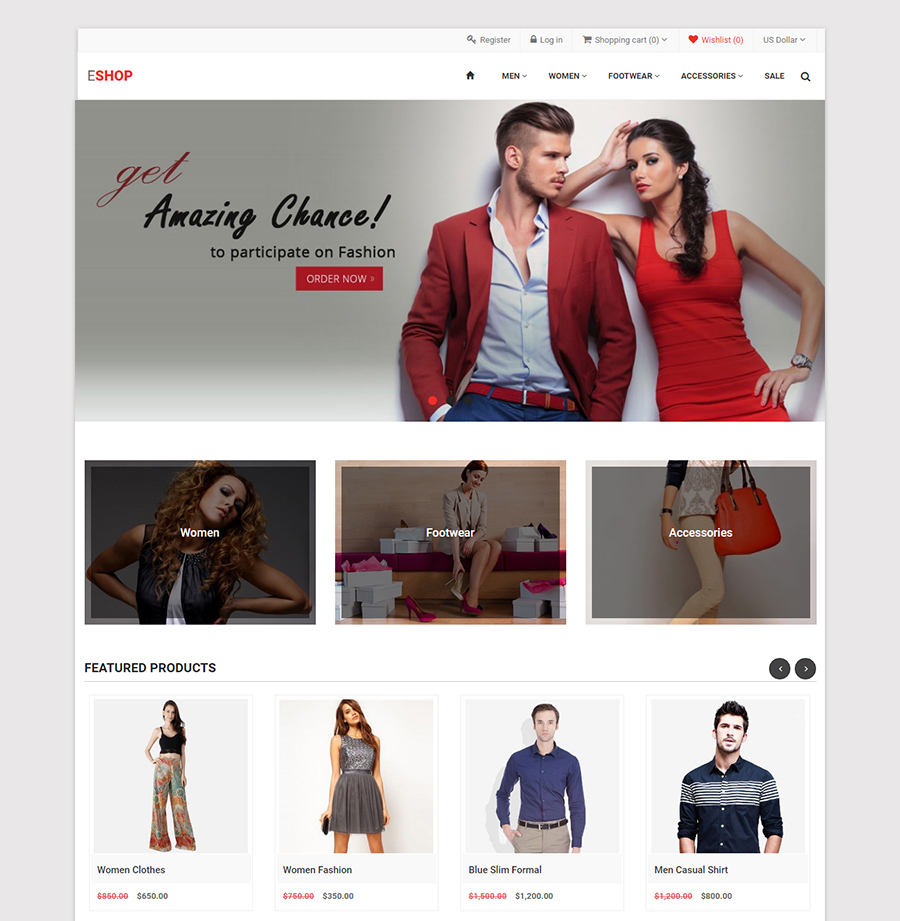 Register Log in Shopping cart (0) Wishlist (0) US Dollar
ESHOP MEN WOMEN FOOTWEAR ACCESSORIES SALE
get
Amazing Chance!
to participate on Fashion
ORDER NOW »
Women Footwear Accessories
FEATURED PRODUCTS
Women Clothes Women Fashion Blue Slim Formal Men Casual Shirt
$850.00 $650.00 $750.00 $350.00 $1,500.00 $1,200.00 $1,200.00 $800.00